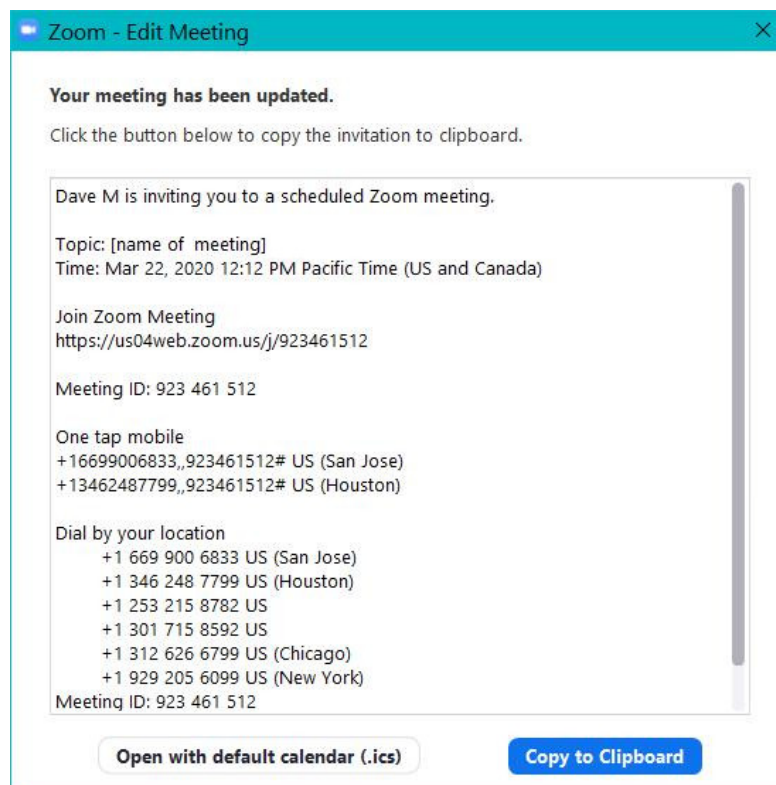 Zoom - Edit Meeting
Your meeting has been updated.
Click the button below to copy the invitation to clipboard.
Dave M is inviting you to a scheduled Zoom meeting.
Topic: [name of  meeting]
Time: Mar 22, 2020 12:12 PM Pacific Time (US and Canada)
Join Zoom Meeting
https://us04web.zoom.us/j/923461512
Meeting ID: 923 461 512
One tap mobile
+16699006833,,923461512# US (San Jose)
+13462487799,,923461512# US (Houston)
Dial by your location
+1 669 900 6833 US (San Jose)
+1 346 248 7799 US (Houston)
+1 253 215 8782 US
+1 301 715 8592 US
+1 312 626 6799 US (Chicago)
+1 929 205 6099 US (New York)
Meeting ID: 923 461 512
Open with default calendar (.ics)
Copy to Clipboard